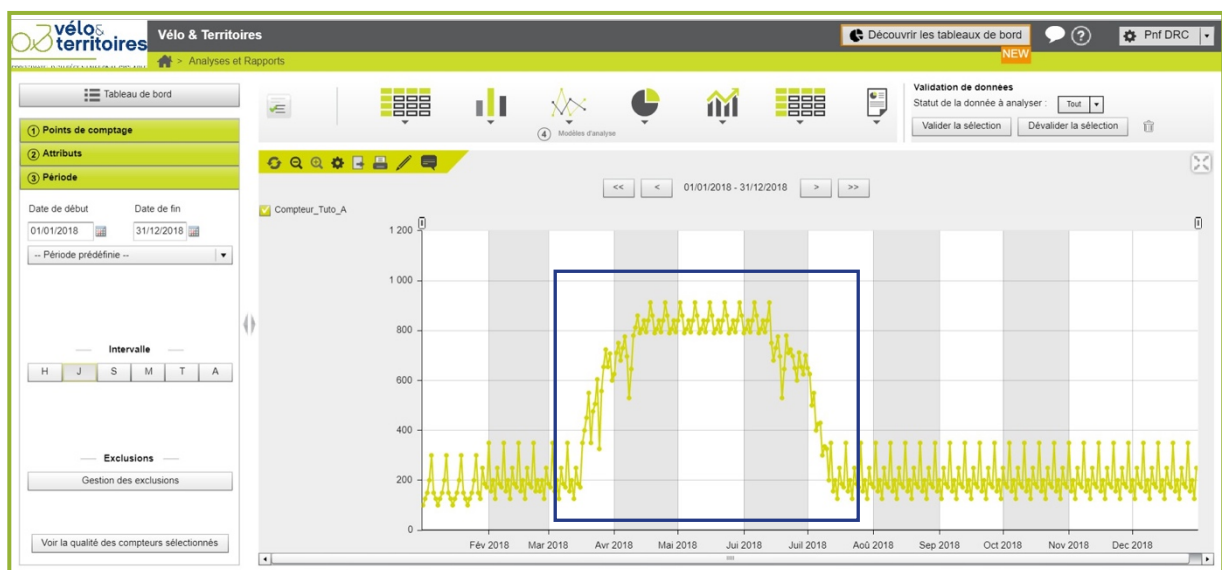 vélo&
territoires
Vélo & Territoires
Découvrir les tableaux de bord
NEW
?
Pnf DRC
> Analyses et Rapports
Tableau de bord
1 Points de comptage
2 Attributs
3 Période
Date de début Date de fin
01/01/2018 31/12/2018
-- Période prédéfinie --
Intervalle
H J S M T A
Exclusions
Gestion des exclusions
Voir la qualité des compteurs sélectionnés
4 Modèles d'analyse
Validation de données
Statut de la donnée à analyser : Tout
Valider la sélection Dévalider la sélection
<< < 01/01/2018 - 31/12/2018 > >>
Compteur_Tuto_A
1 200
1 000
800
600
400
200
0
Fév 2018 Mar 2018 Avr 2018 Mai 2018 Jui 2018 Juil 2018 Aoû 2018 Sep 2018 Oct 2018 Nov 2018 Dec 2018